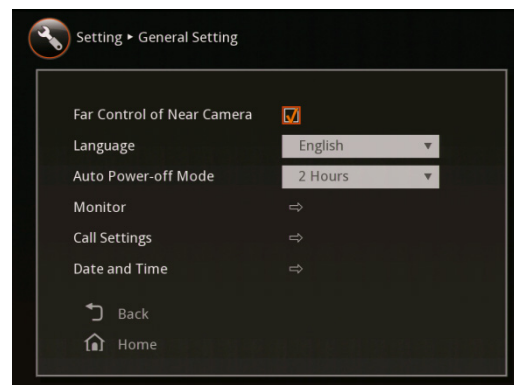 Setting ▸ General Setting
Far Control of Near Camera
Language English
Auto Power-off Mode 2 Hours
Monitor
Call Settings
Date and Time
Back
Home